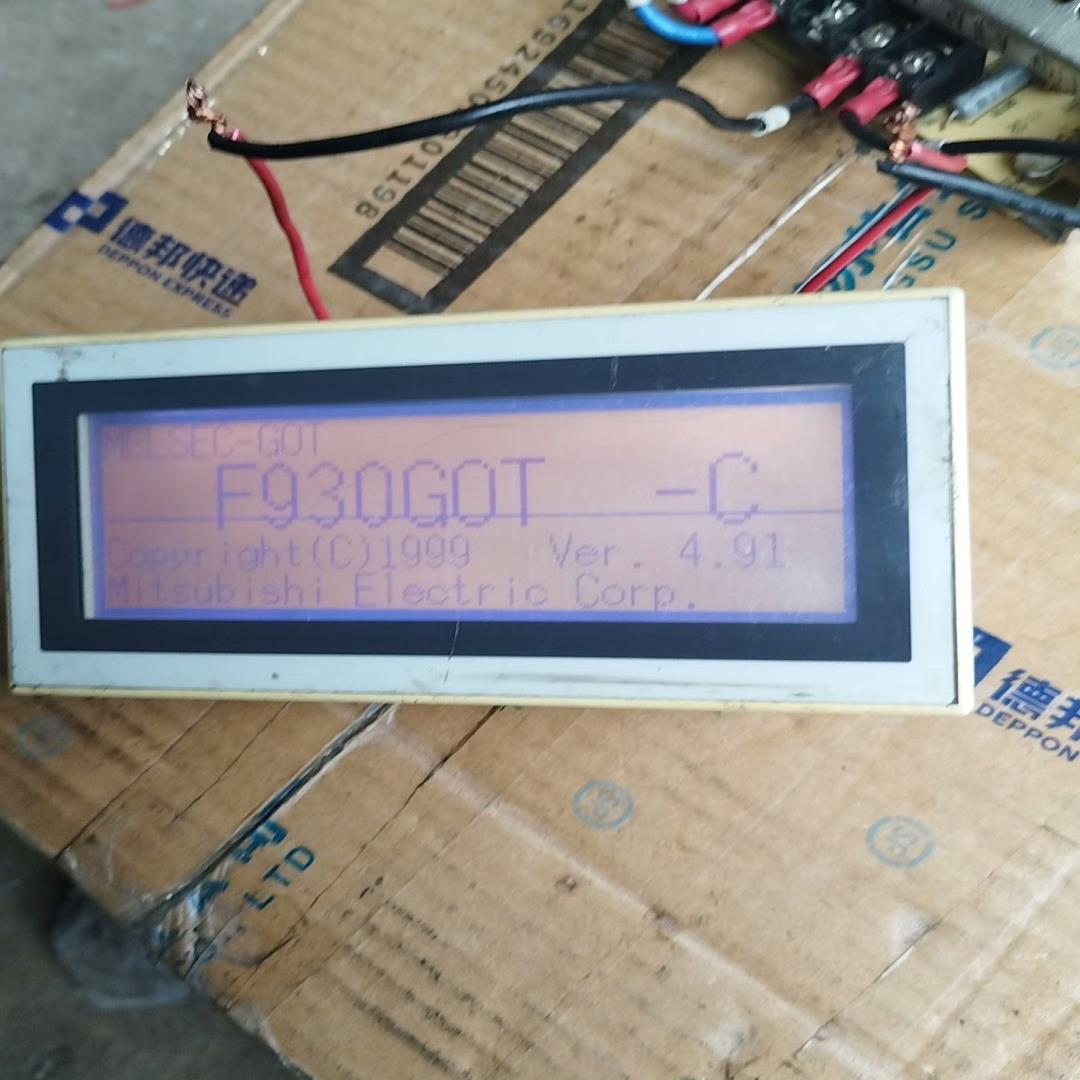 德邦快递
DEPPON EXPRESS
MELSEC-GOT
F930GOT -C
Copyright(C)1999 Ver. 4.91
Mitsubishi Electric Corp.
德邦
DEPPON
LTD